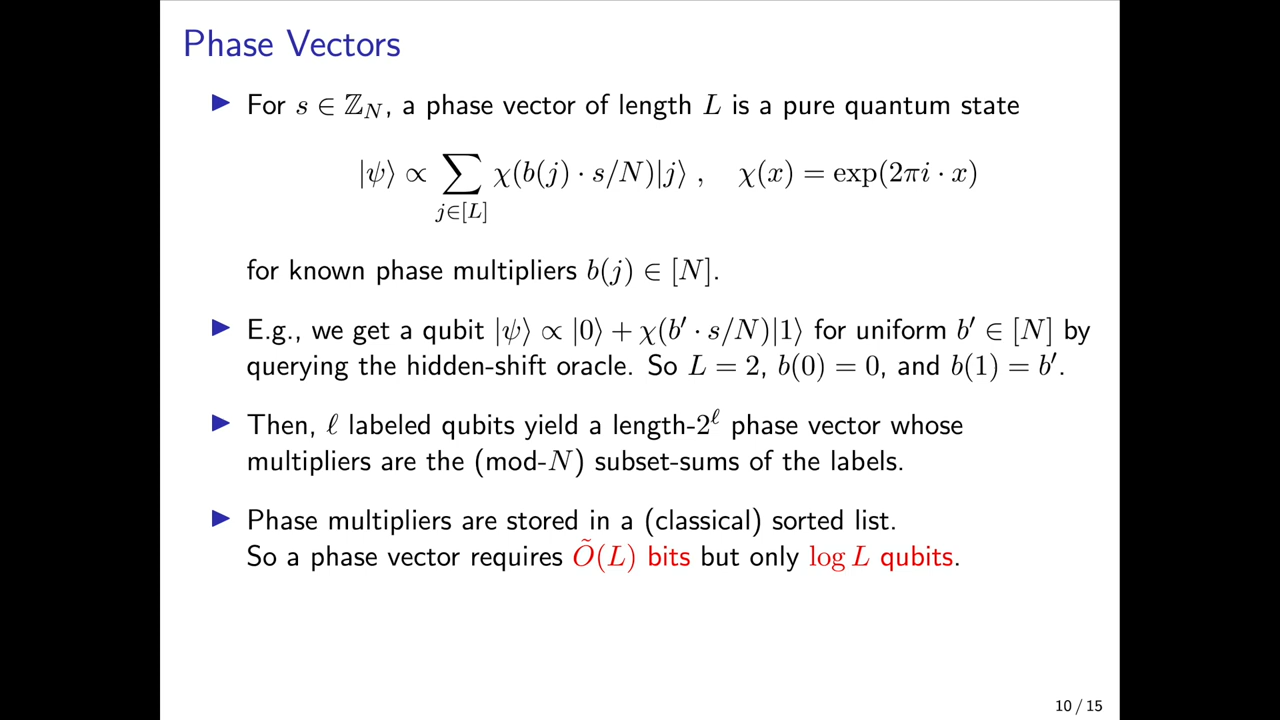 Phase Vectors
▶ For s ∈ ℤ_N, a phase vector of length L is a pure quantum state
|ψ⟩ ∝ ∑_{j∈[L]} χ(b(j) · s/N)|j⟩ , χ(x) = exp(2πi · x)
for known phase multipliers b(j) ∈ [N].
▶ E.g., we get a qubit |ψ⟩ ∝ |0⟩ + χ(b′ · s/N)|1⟩ for uniform b′ ∈ [N] by
querying the hidden-shift oracle. So L = 2, b(0) = 0, and b(1) = b′.
▶ Then, ℓ labeled qubits yield a length-2^ℓ phase vector whose
multipliers are the (mod-N) subset-sums of the labels.
▶ Phase multipliers are stored in a (classical) sorted list.
So a phase vector requires Õ(L) bits but only log L qubits.
10 / 15